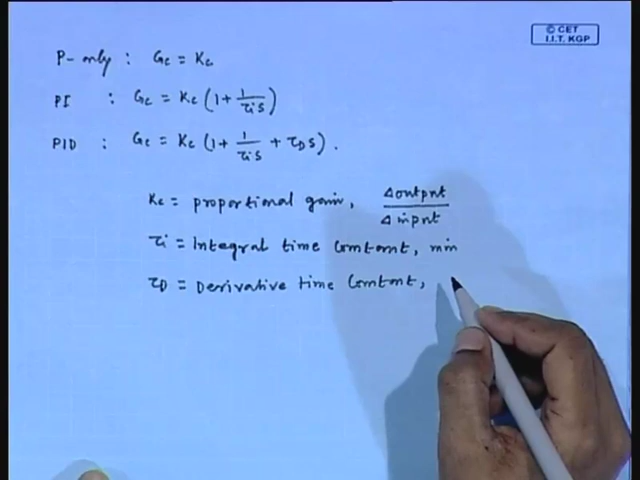 © CET
I.I.T. KGP
P-only : Gc = Kc
PI : Gc = Kc (1 + 1/τis)
PID : Gc = Kc (1 + 1/τis + τDs).
Kc = proportional gain, Δoutput/Δinput
τi = Integral time constant, min
τD = Derivative time constant,